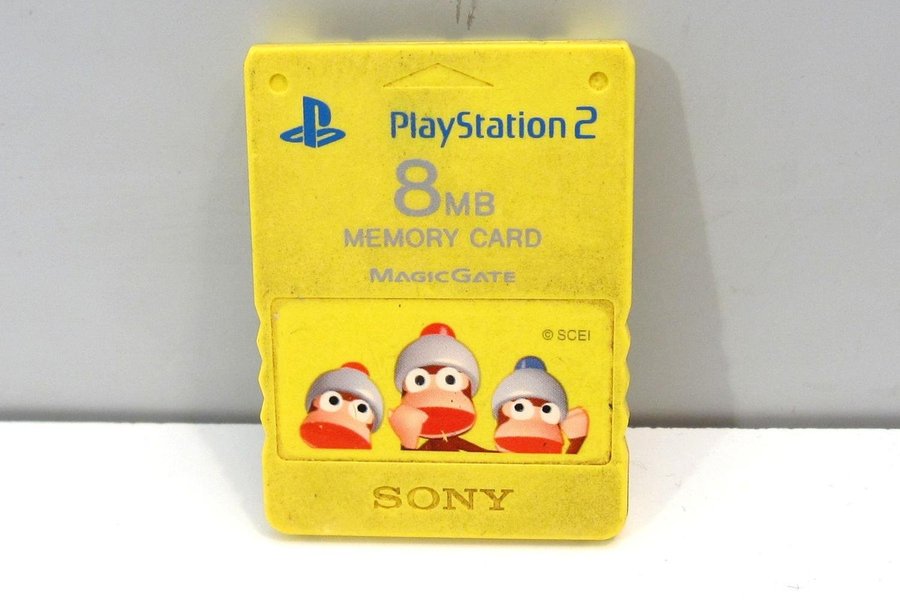 PlayStation 2
8MB
MEMORY CARD
MAGICGATE
© SCEI
SONY